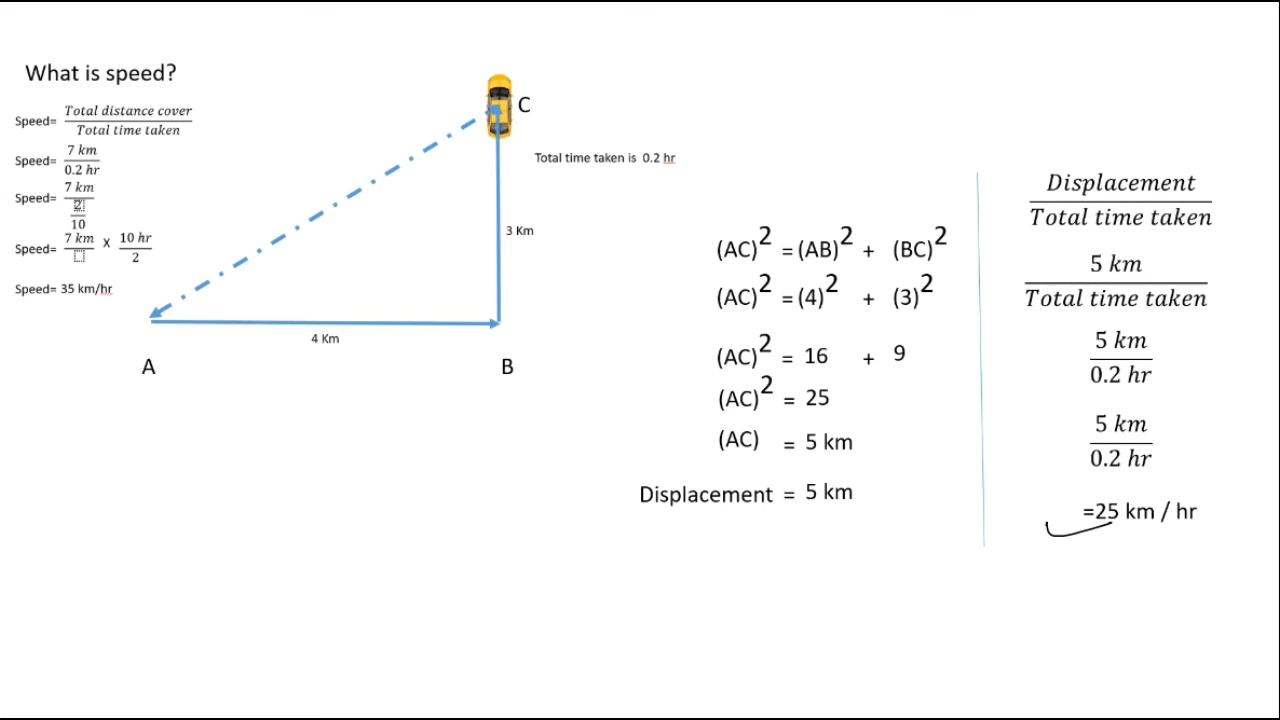 What is speed?
Speed= Total distance cover / Total time taken
Speed= 7 km / 0.2 hr
Speed= 7 km / 2 / 10
Speed= 7 km / X 10 hr / 2
Speed= 35 km/hr
C
Total time taken is 0.2 hr
3 Km
4 Km
A
B
(AC)2 = (AB)2 + (BC)2
(AC)2 = (4)2 + (3)2
(AC)2 = 16 + 9
(AC)2 = 25
(AC) = 5 km
Displacement = 5 km
Displacement
Total time taken
5 km
Total time taken
5 km
0.2 hr
5 km
0.2 hr
=25 km / hr